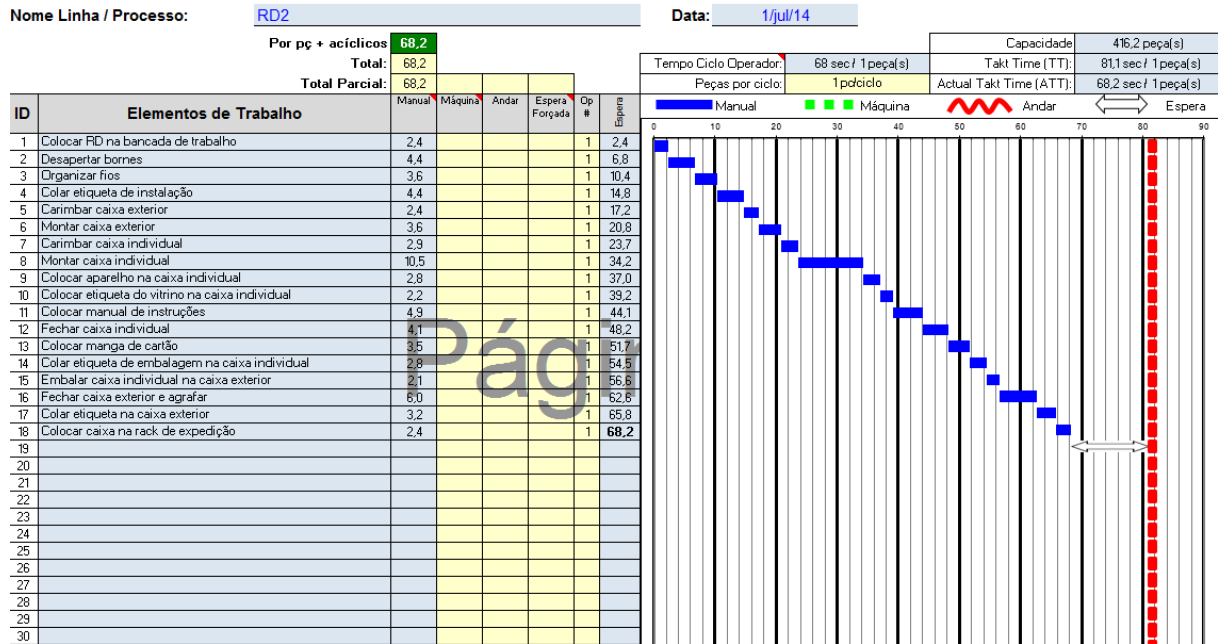 Nome Linha / Processo: RD2 Data: 1/jul/14
Por pç + acíclicos 68,2 Capacidade 416,2 peça(s)
Total: 68,2 Tempo Ciclo Operador: 68 sec/ 1 peça(s) Takt Time (TT): 81,1 sec/ 1 peça(s)
Total Parcial: 68,2 Peças por ciclo: 1 pc/ciclo Actual Takt Time (ATT): 68,2 sec/ 1 peça(s)
ID Elementos de Trabalho Manual Máquina Andar Espera Forçada Op # Espera Manual Máquina Andar Espera
0 10 20 30 40 50 60 70 80 90
1 Colocar RD na bancada de trabalho 2,4 1 2,4
2 Desapertar bornes 4,4 1 6,8
3 Organizar fios 3,6 1 10,4
4 Colar etiqueta de instalação 4,4 1 14,8
5 Carimbar caixa exterior 2,4 1 17,2
6 Montar caixa exterior 3,6 1 20,8
7 Carimbar caixa individual 2,9 1 23,7
8 Montar caixa individual 10,5 1 34,2
9 Colocar aparelho na caixa individual 2,8 1 37,0
10 Colocar etiqueta do vitrino na caixa individual 2,2 1 39,2
11 Colocar manual de instruções 4,9 1 44,1
12 Fechar caixa individual 4,1 1 48,2
13 Colocar manga de cartão 3,5 1 51,7
14 Colar etiqueta de embalagem na caixa individual 2,8 1 54,5
15 Embalar caixa individual na caixa exterior 2,1 1 56,6
16 Fechar caixa exterior e agrafar 6,0 1 62,6
17 Colar etiqueta na caixa exterior 3,2 1 65,8
18 Colocar caixa na rack de expedição 2,4 1 68,2
19
20
21
22
23
24
25
26
27
28
29
30